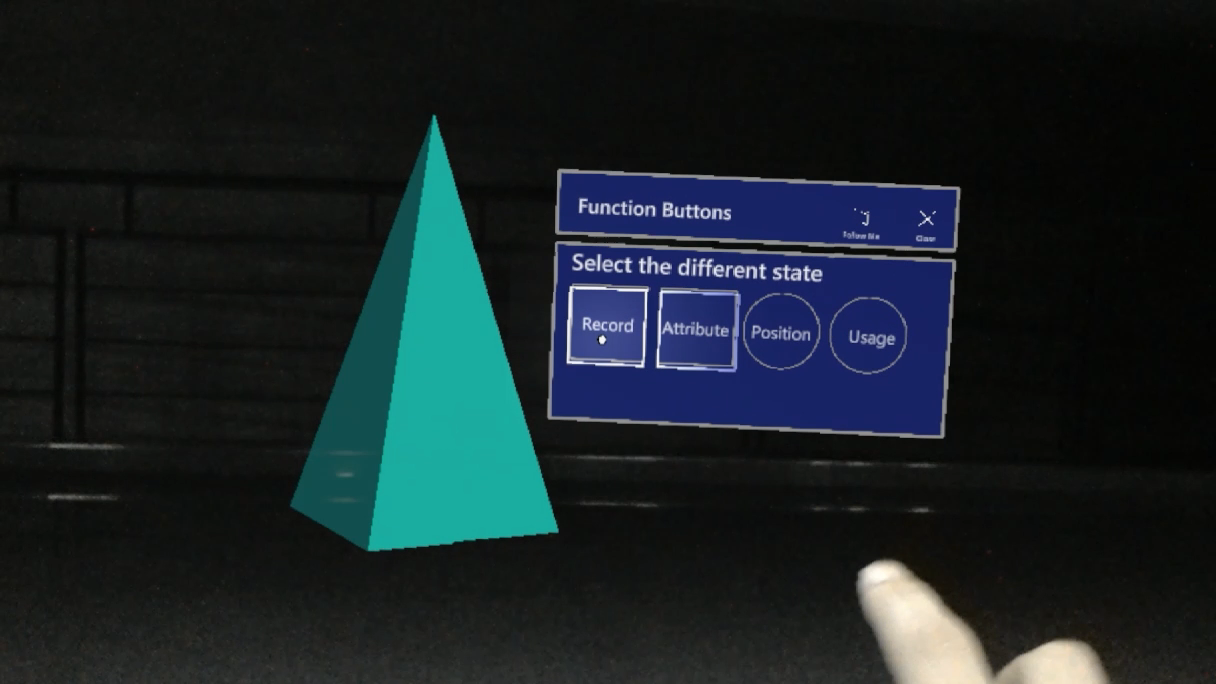 Function Buttons
Follow Me
Close
Select the different state
Record
Attribute
Position
Usage